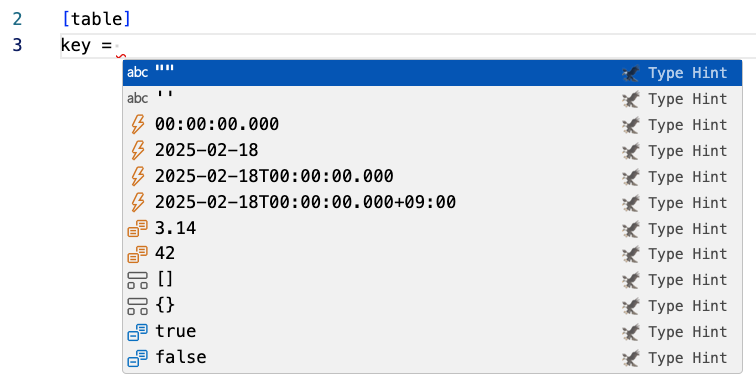 2 [table]
3 key =
abc "" Type Hint
abc '' Type Hint
00:00:00.000 Type Hint
2025-02-18 Type Hint
2025-02-18T00:00:00.000 Type Hint
2025-02-18T00:00:00.000+09:00 Type Hint
3.14 Type Hint
42 Type Hint
[] Type Hint
{} Type Hint
true Type Hint
false Type Hint